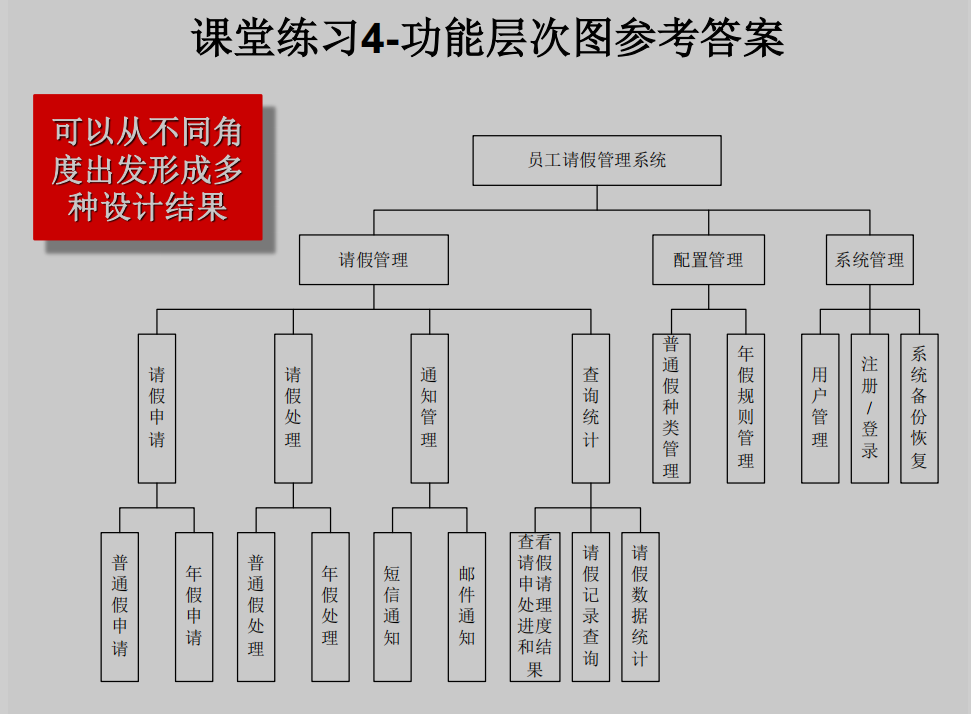 课堂练习4-功能层次图参考答案
可以从不同角
度出发形成多
种设计结果
员工请假管理系统
请假管理
配置管理
系统管理
请假申请
请假处理
通知管理
查询统计
普通假种类管理
年假规则管理
用户管理
注册/登录
系统备份恢复
普通假申请
年假申请
普通假处理
年假处理
短信通知
邮件通知
查看
请假
申请
处理
进度
和结
果
请假记录查询
请假数据统计